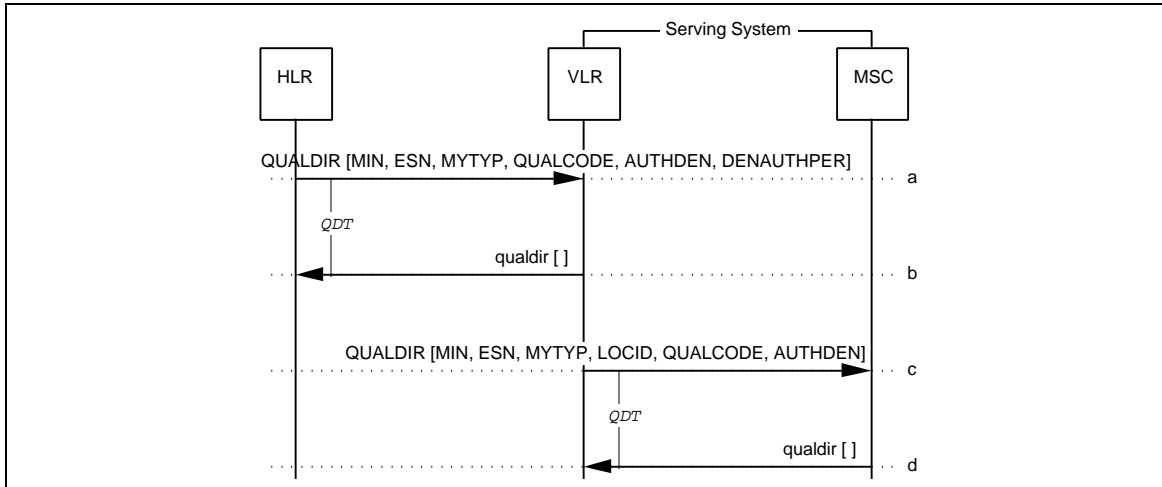 Serving System
HLR
VLR
MSC
QUALDIR [MIN, ESN, MYTYP, QUALCODE, AUTHDEN, DENAUTHPER]
a
QDT
qualdir [ ]
b
QUALDIR [MIN, ESN, MYTYP, LOCID, QUALCODE, AUTHDEN]
c
QDT
qualdir [ ]
d